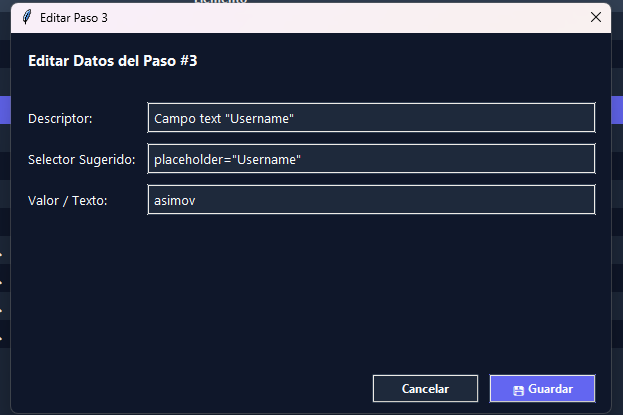 Editar Paso 3
Editar Datos del Paso #3
Descriptor: Campo text "Username"
Selector Sugerido: placeholder="Username"
Valor / Texto: asimov
Cancelar Guardar